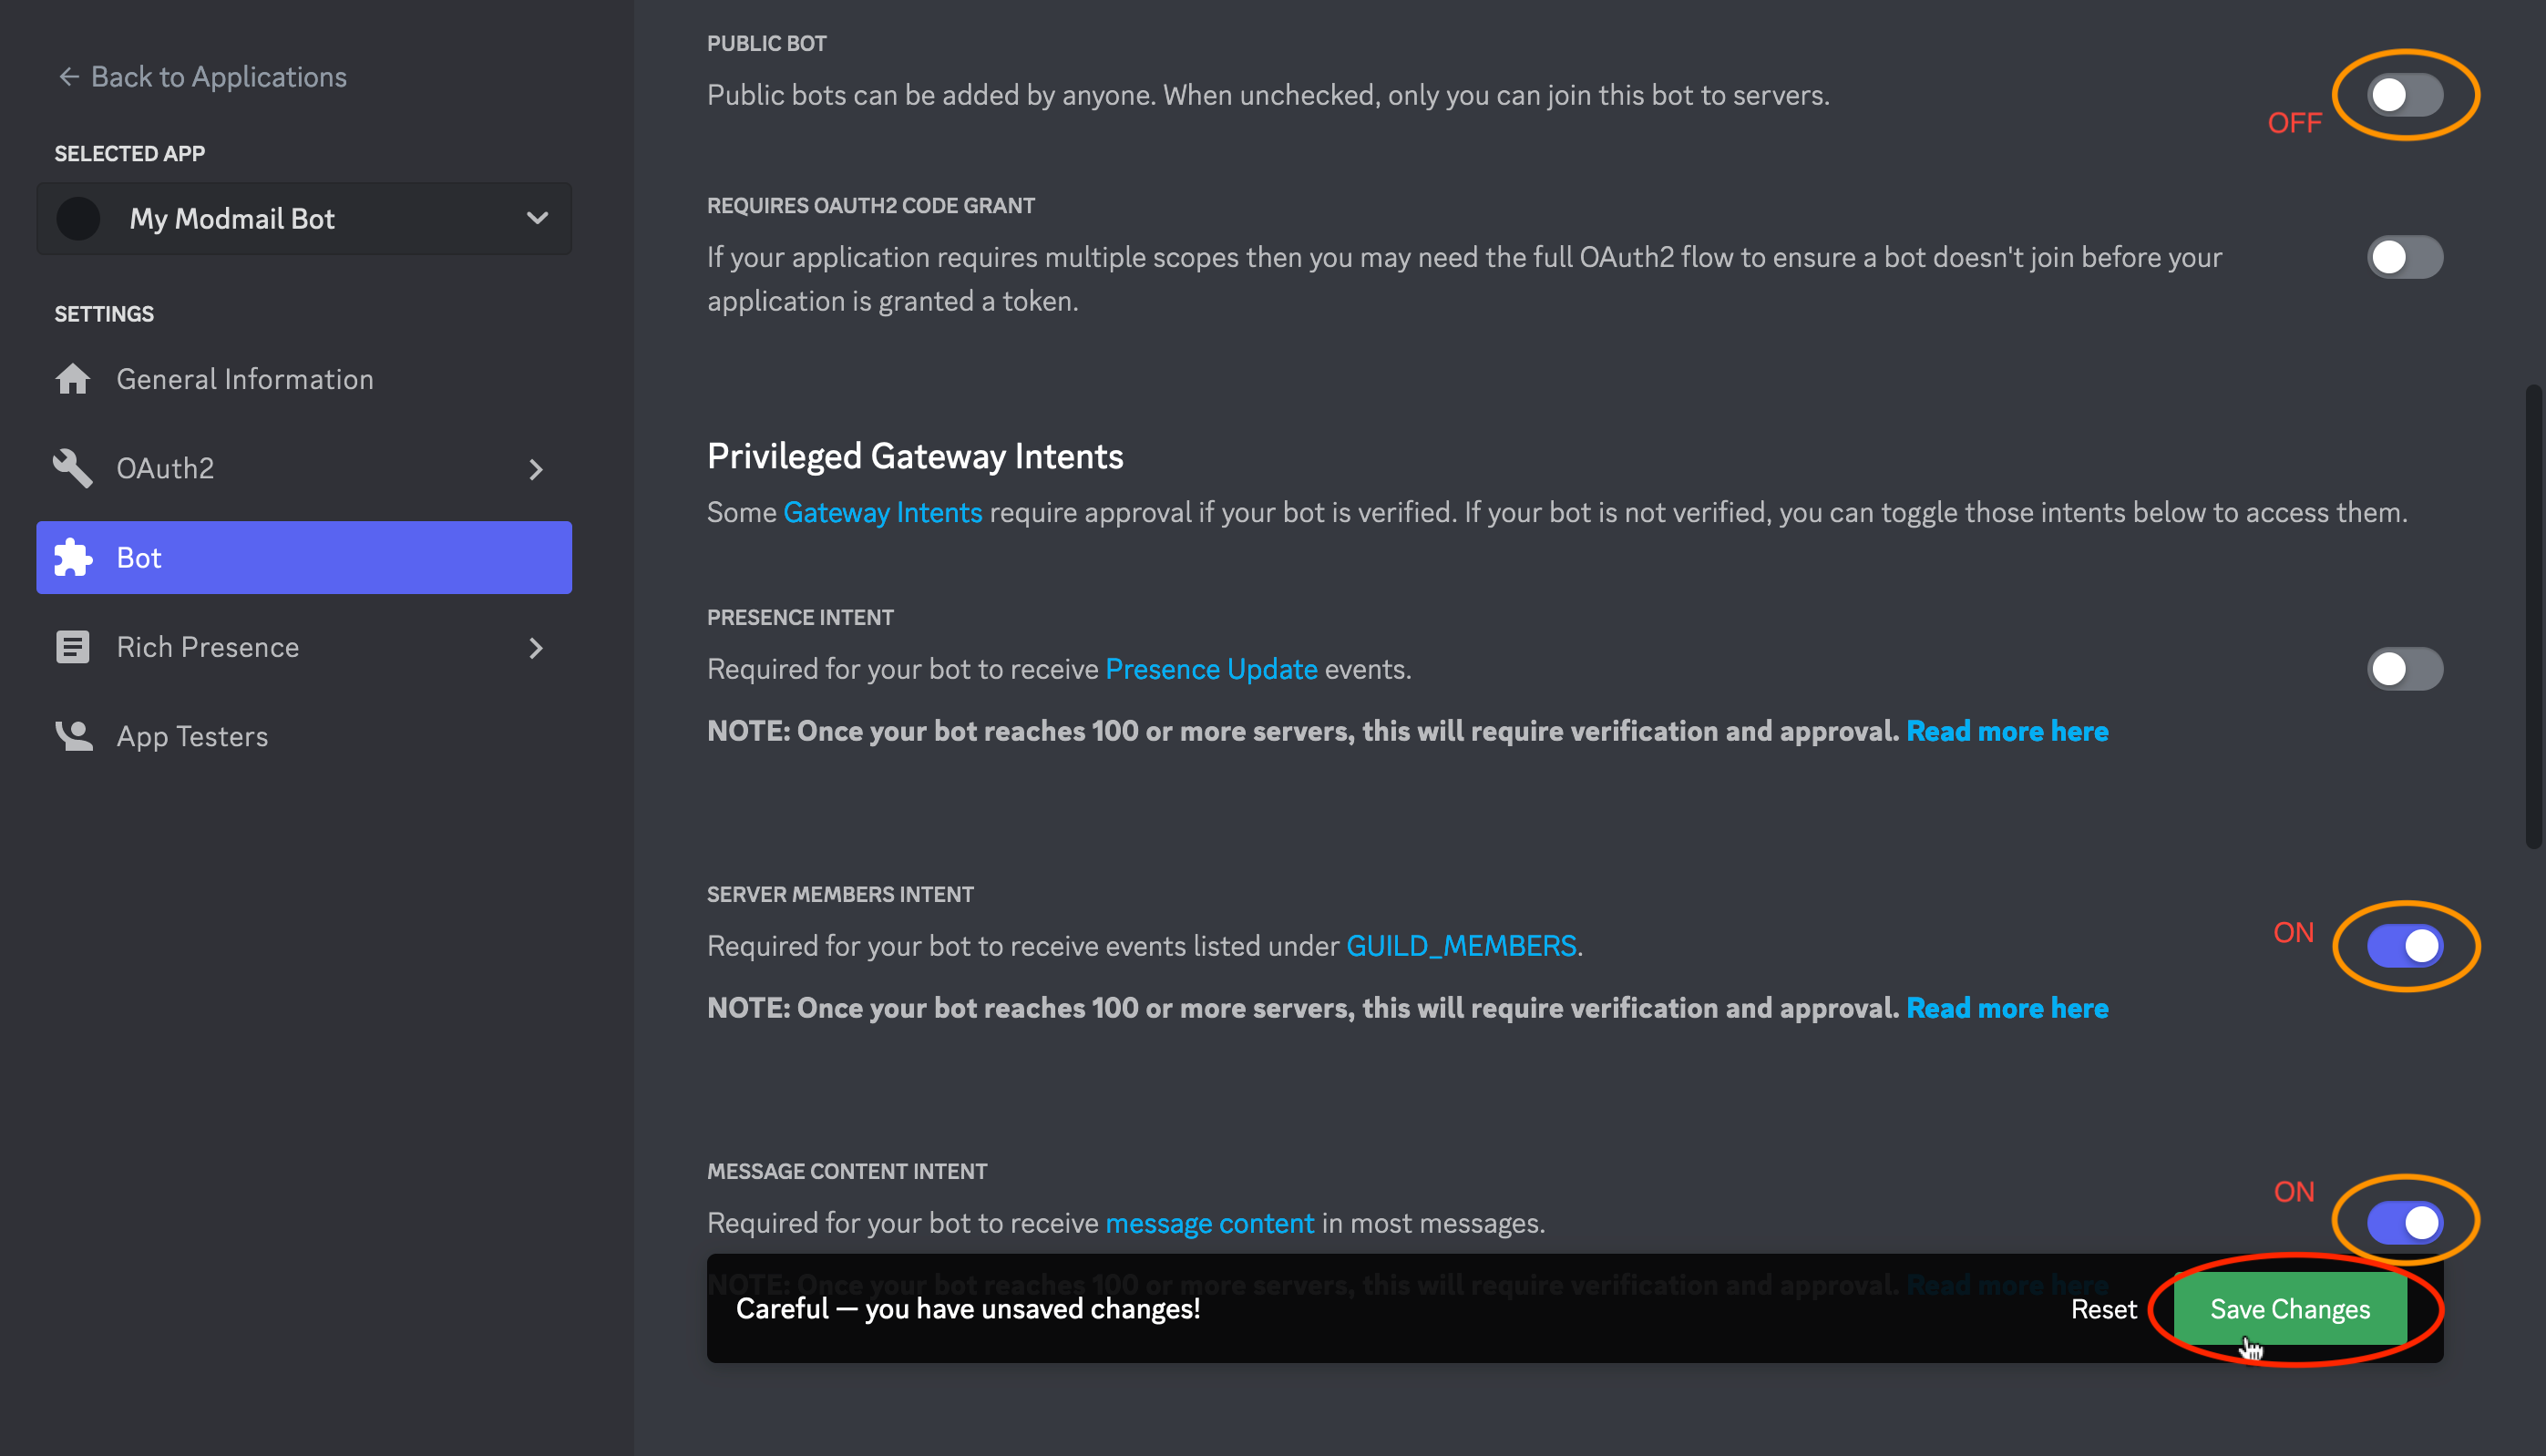 Back to Applications
SELECTED APP
My Modmail Bot
SETTINGS
General Information
OAuth2
Bot
Rich Presence
App Testers
PUBLIC BOT
Public bots can be added by anyone. When unchecked, only you can join this bot to servers.
OFF
REQUIRES OAUTH2 CODE GRANT
If your application requires multiple scopes then you may need the full OAuth2 flow to ensure a bot doesn't join before your
application is granted a token.
Privileged Gateway Intents
Some Gateway Intents require approval if your bot is verified. If your bot is not verified, you can toggle those intents below to access them.
PRESENCE INTENT
Required for your bot to receive Presence Update events.
NOTE: Once your bot reaches 100 or more servers, this will require verification and approval. Read more here
SERVER MEMBERS INTENT
ON
Required for your bot to receive events listed under GUILD_MEMBERS.
NOTE: Once your bot reaches 100 or more servers, this will require verification and approval. Read more here
MESSAGE CONTENT INTENT
ON
Required for your bot to receive message content in most messages.
NOTE: Once your bot reaches 100 or more servers, this will require verification and approval. Read more here
Careful — you have unsaved changes!
Reset
Save Changes